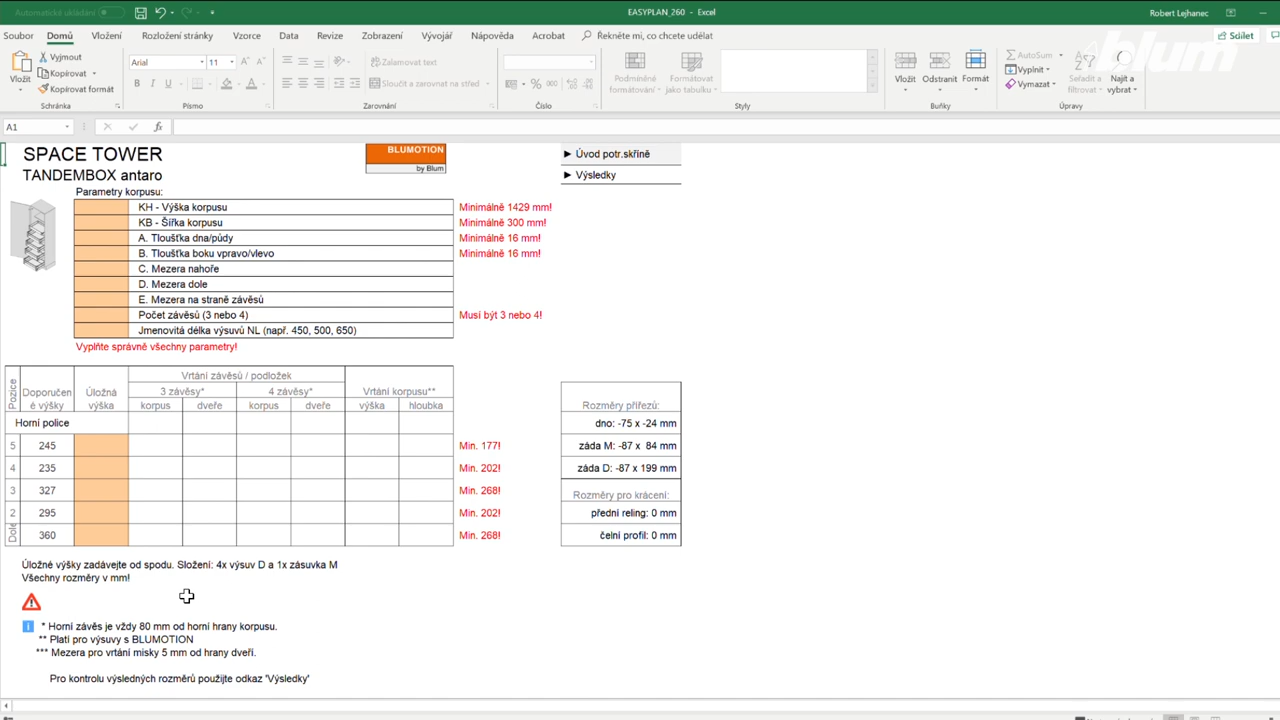 Automatické ukládání
EASYPLAN_260 - Excel
Robert Lejhanec
Soubor Domů Vložení Rozložení stránky Vzorce Data Revize Zobrazení Vývojář Nápověda Acrobat Řekněte mi, co chcete udělat Sdílet
blum
Vložit
Vyjmout
Kopírovat
Kopírovat formát
Schránka
Arial 11
B I U
Písmo
Zalamovat text
Sloučit a zarovnat na střed
Zarovnání
% 000
Číslo
Podmíněné formátování
Formátovat jako tabulku
Styly
Vložit Odstranit Formát
Buňky
AutoSum
Vyplnit
Vymazat
Seřadit a filtrovat
Najít a vybrat
Úpravy
A1 fx
SPACE TOWER
TANDEMBOX antaro
BLUMOTION
by Blum
► Úvod potr.skříně
► Výsledky
Parametry korpusu:
KH - Výška korpusu Minimálně 1429 mm!
KB - Šířka korpusu Minimálně 300 mm!
A. Tloušťka dna/půdy Minimálně 16 mm!
B. Tloušťka boku vpravo/vlevo Minimálně 16 mm!
C. Mezera nahoře
D. Mezera dole
E. Mezera na straně závěsů
Počet závěsů (3 nebo 4) Musí být 3 nebo 4!
Jmenovitá délka výsuvů NL (např. 450, 500, 650)
Vyplňte správně všechny parametry!
Vrtání závěsů / podložek
Pozice Doporučen Úložná 3 závěsy* 4 závěsy* Vrtání korpusu**
é výšky výška korpus dveře korpus dveře výška hloubka
Horní police
5 245 Min. 177!
4 235 Min. 202!
3 327 Min. 268!
2 295 Min. 202!
Dole 360 Min. 268!
Rozměry přířezů:
dno: -75 x -24 mm
záda M: -87 x 84 mm
záda D: -87 x 199 mm
Rozměry pro krácení:
přední reling: 0 mm
čelní profil: 0 mm
Úložné výšky zadávejte od spodu. Složení: 4x výsuv D a 1x zásuvka M
Všechny rozměry v mm!
* Horní závěs je vždy 80 mm od horní hrany korpusu.
** Platí pro výsuvy s BLUMOTION
*** Mezera pro vrtání misky 5 mm od hrany dveří.
Pro kontrolu výsledných rozměrů použijte odkaz 'Výsledky'